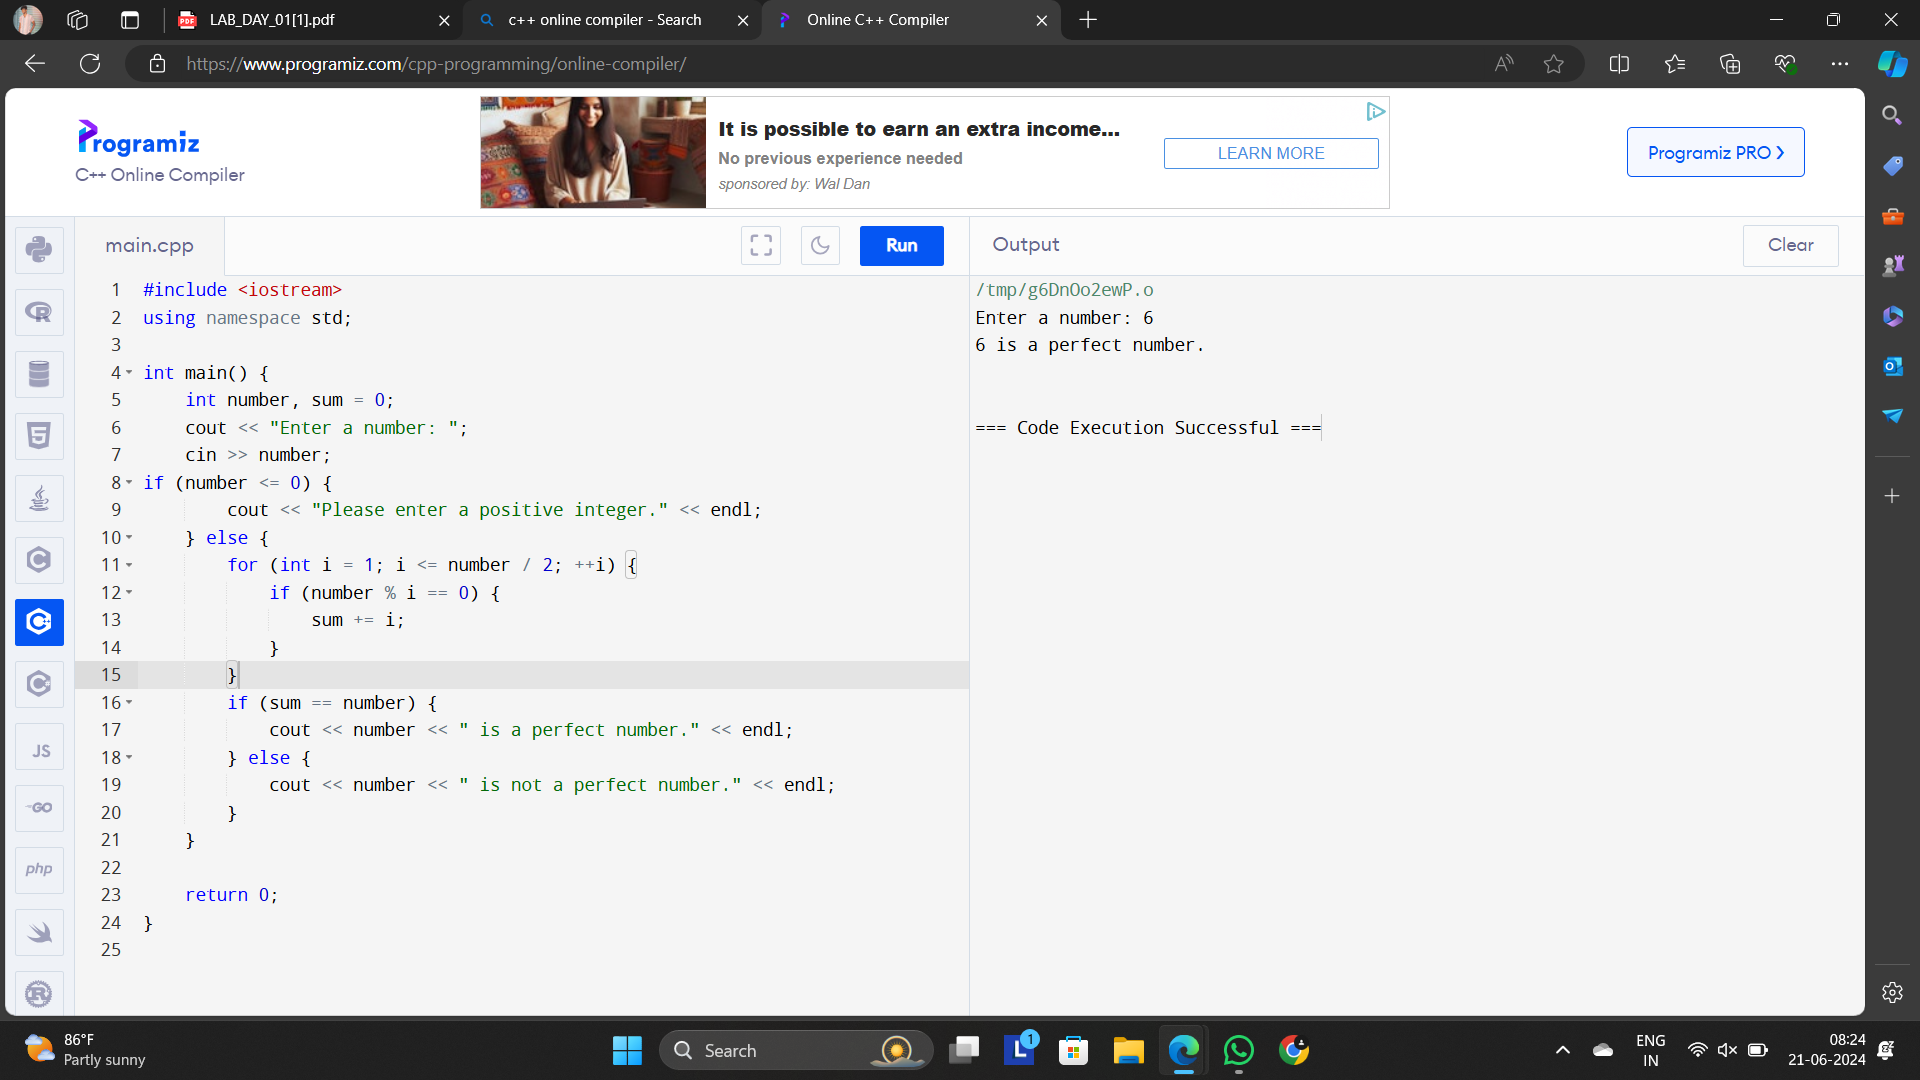 LAB_DAY_01[1].pdf
c++ online compiler - Search
Online C++ Compiler
https://www.programiz.com/cpp-programming/online-compiler/
Programiz
C++ Online Compiler
It is possible to earn an extra income...
No previous experience needed
sponsored by: Wal Dan
LEARN MORE
Programiz PRO
main.cpp
Run
Output
Clear
1 #include <iostream>
2 using namespace std;
3
4 int main() {
5     int number, sum = 0;
6     cout << "Enter a number: ";
7     cin >> number;
8 if (number <= 0) {
9         cout << "Please enter a positive integer." << endl;
10     } else {
11         for (int i = 1; i <= number / 2; ++i) {
12             if (number % i == 0) {
13                 sum += i;
14             }
15         }
16         if (sum == number) {
17             cout << number << " is a perfect number." << endl;
18         } else {
19             cout << number << " is not a perfect number." << endl;
20         }
21     }
22
23     return 0;
24 }
25
/tmp/g6DnOo2ewP.o
Enter a number: 6
6 is a perfect number.
=== Code Execution Successful ===
JS
GO
php
86°F
Partly sunny
Search
1
ENG
IN
08:24
21-06-2024